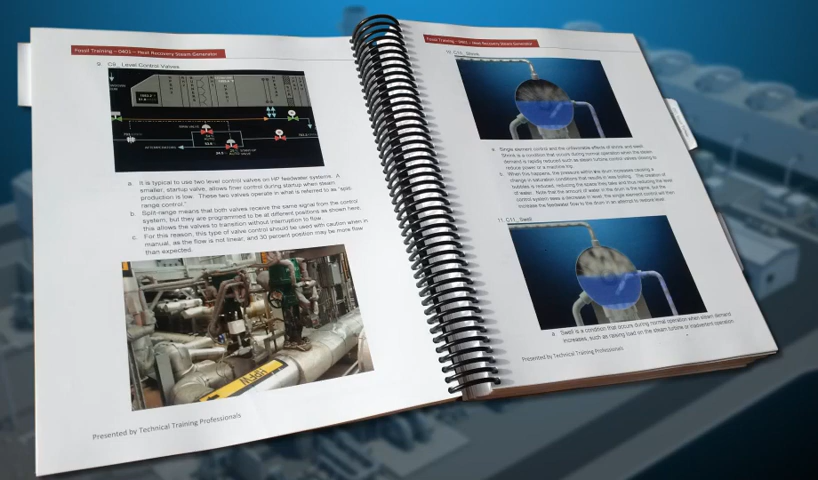 Fossil Training – 0401 – Heat Recovery Steam Generator
9. C9_ Level Control Valves
a. It is typical to use two level control valves on HP feedwater systems. A
smaller, startup valve, allows finer control during startup when steam
production is low. These two valves operate in what is referred to as "split
range control."
b. Split-range means that both valves receive the same signal from the control
system, but they are programmed to be at different positions as shown here,
this allows the valves to transition without interruption to flow.
c. For this reason, this type of valve control should be used with caution when in
manual, as the flow is not linear, and 30 percent position may be more flow
than expected.
Presented by Technical Training Professionals
Fossil Training – 0401 – Heat Recovery Steam Generator
10. C10_ Shrink
a. Single element control and the unfavorable effects of shrink and swell.
Shrink is a condition that occurs during normal operation when the steam
demand is rapidly reduced such as steam turbine control valves closing to
reduce power or a machine trip.
b. When this happens, the pressure within the drum increases causing a
change in saturation conditions that results in less boiling. The creation of
bubbles is reduced, reducing the space they take and thus reducing the level
of water. Note that the amount of water in the drum is the same, but the
control system sees a decrease in level, the single element control will then
increase the feedwater flow to the drum in an attempt to restore level.
11. C11_ Swell
a. Swell is a condition that occurs during normal operation when steam demand
increases, such as raising load on the steam turbine or inadvertent operation
Presented by Technical Training Professionals